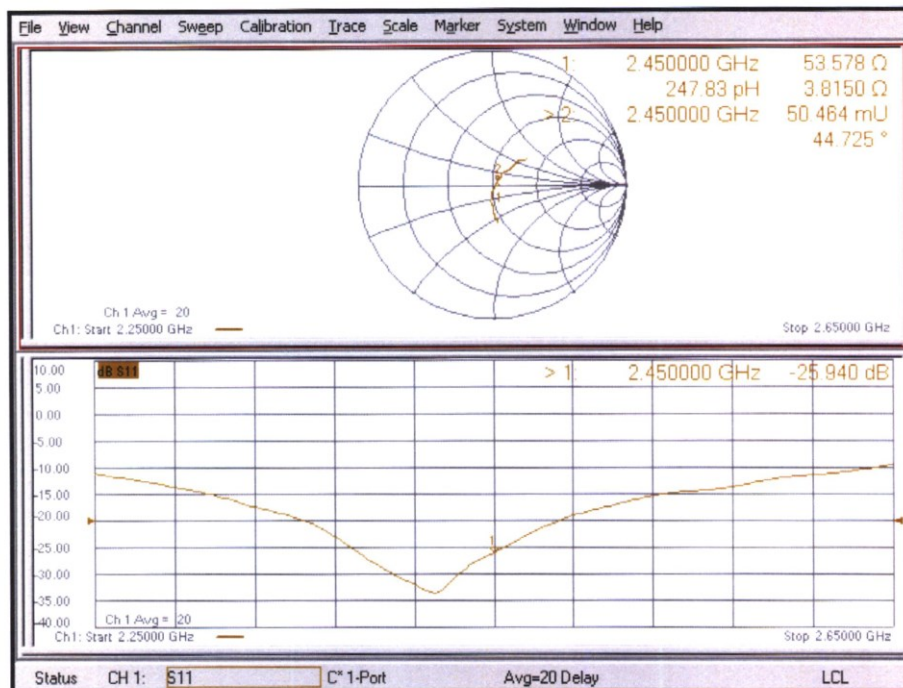 File View Channel Sweep Calibration Trace Scale Marker System Window Help
1: 2.450000 GHz 53.578 Ω
247.83 pH 3.8150 Ω
> 2: 2.450000 GHz 50.464 mU
44.725 °
Ch 1 Avg = 20
Ch1: Start 2.25000 GHz Stop 2.65000 GHz
10.00 dB S11 > 1: 2.450000 GHz -25.940 dB
5.00
0.00
-5.00
-10.00
-15.00
-20.00
-25.00 1
-30.00
-35.00
-40.00 Ch 1 Avg = 20
Ch1: Start 2.25000 GHz Stop 2.65000 GHz
Status CH 1: S11 C* 1-Port Avg=20 Delay LCL